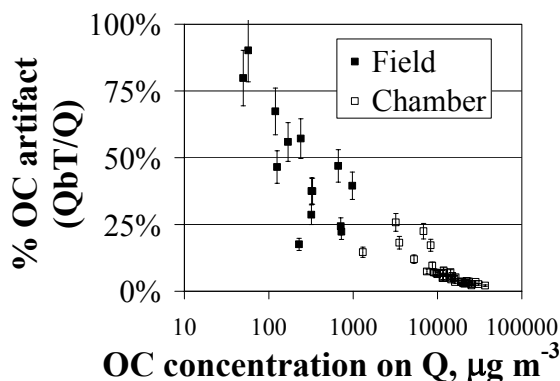 100%
75%
50%
25%
0%
% OC artifact
(QbT/Q)
Field
Chamber
10 100 1000 10000 100000
OC concentration on Q, µg m-3